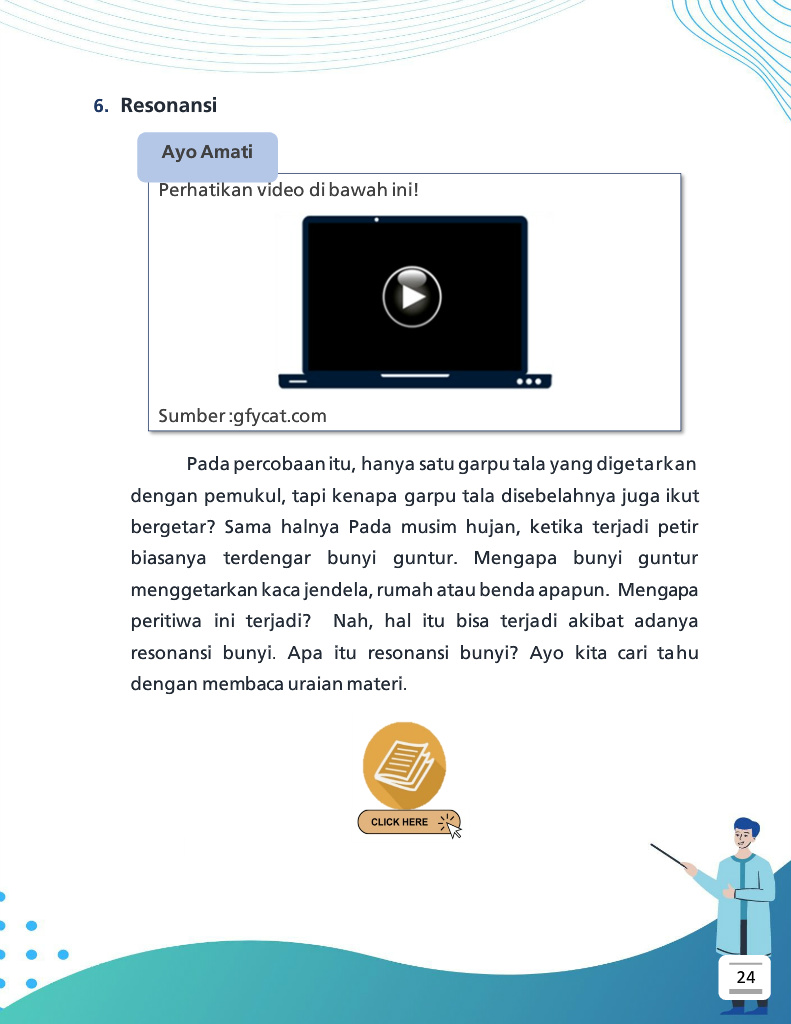 6. Resonansi
Ayo Amati
Perhatikan video di bawah ini!
Sumber :gfycat.com
Pada percobaan itu, hanya satu garpu tala yang digetarkan
dengan pemukul, tapi kenapa garpu tala disebelahnya juga ikut
bergetar? Sama halnya Pada musim hujan, ketika terjadi petir
biasanya terdengar bunyi guntur. Mengapa bunyi guntur
menggetarkan kaca jendela, rumah atau benda apapun. Mengapa
peritiwa ini terjadi? Nah, hal itu bisa terjadi akibat adanya
resonansi bunyi. Apa itu resonansi bunyi? Ayo kita cari tahu
dengan membaca uraian materi.
CLICK HERE
24